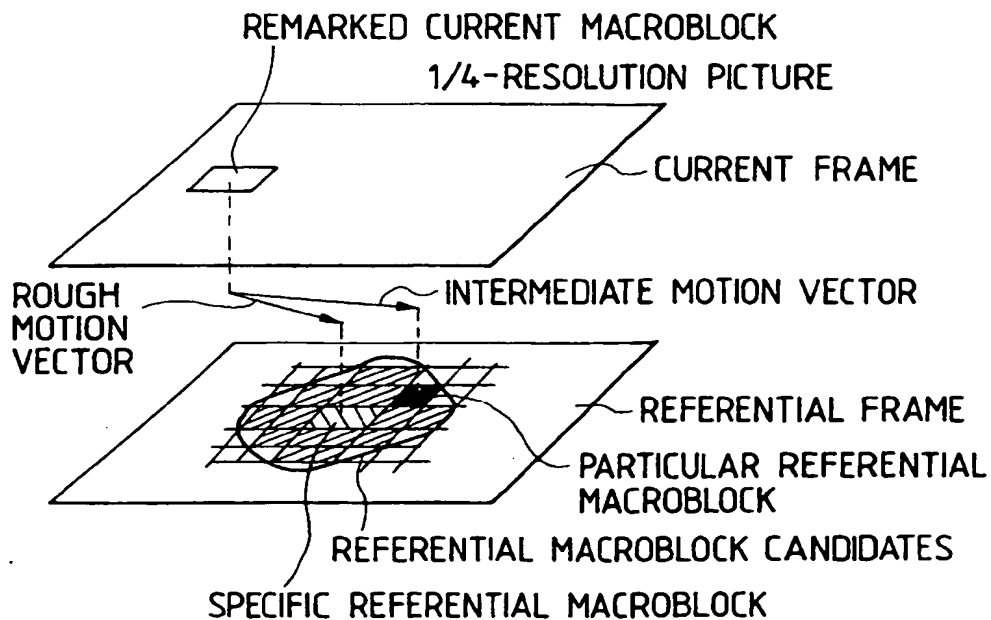 REMARKED CURRENT MACROBLOCK
1/4-RESOLUTION PICTURE
CURRENT FRAME
ROUGH
MOTION
VECTOR
INTERMEDIATE MOTION VECTOR
REFERENTIAL FRAME
PARTICULAR REFERENTIAL
MACROBLOCK
REFERENTIAL MACROBLOCK CANDIDATES
SPECIFIC REFERENTIAL MACROBLOCK